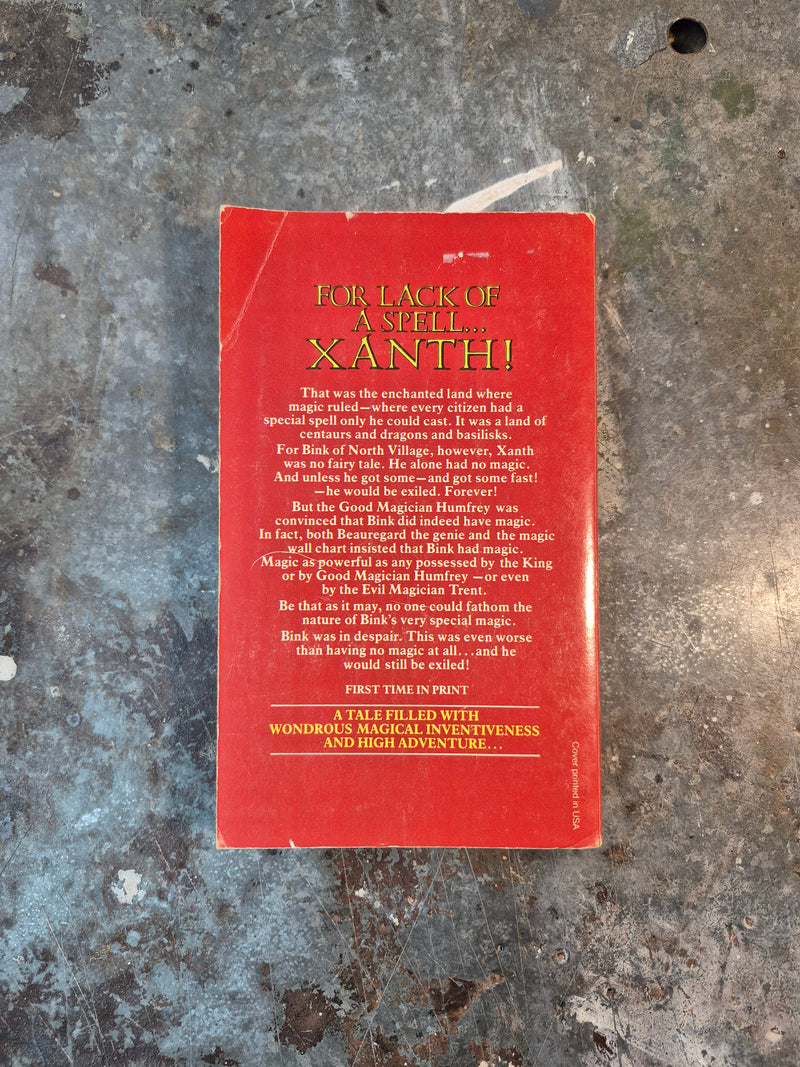 FOR LACK OF
A SPELL...
XANTH!
That was the enchanted land where
magic ruled—where every citizen had a
special spell only he could cast. It was a land of
centaurs and dragons and basilisks.
For Bink of North Village, however, Xanth
was no fairy tale. He alone had no magic.
And unless he got some—and got some fast!
—he would be exiled. Forever!
But the Good Magician Humfrey was
convinced that Bink did indeed have magic.
In fact, both Beauregard the genie and the magic
wall chart insisted that Bink had magic.
Magic as powerful as any possessed by the King
or by Good Magician Humfrey—or even
by the Evil Magician Trent.
Be that as it may, no one could fathom the
nature of Bink's very special magic.
Bink was in despair. This was even worse
than having no magic at all...and he
would still be exiled!
FIRST TIME IN PRINT
A TALE FILLED WITH
WONDROUS MAGICAL INVENTIVENESS
AND HIGH ADVENTURE...
Cover printed in USA